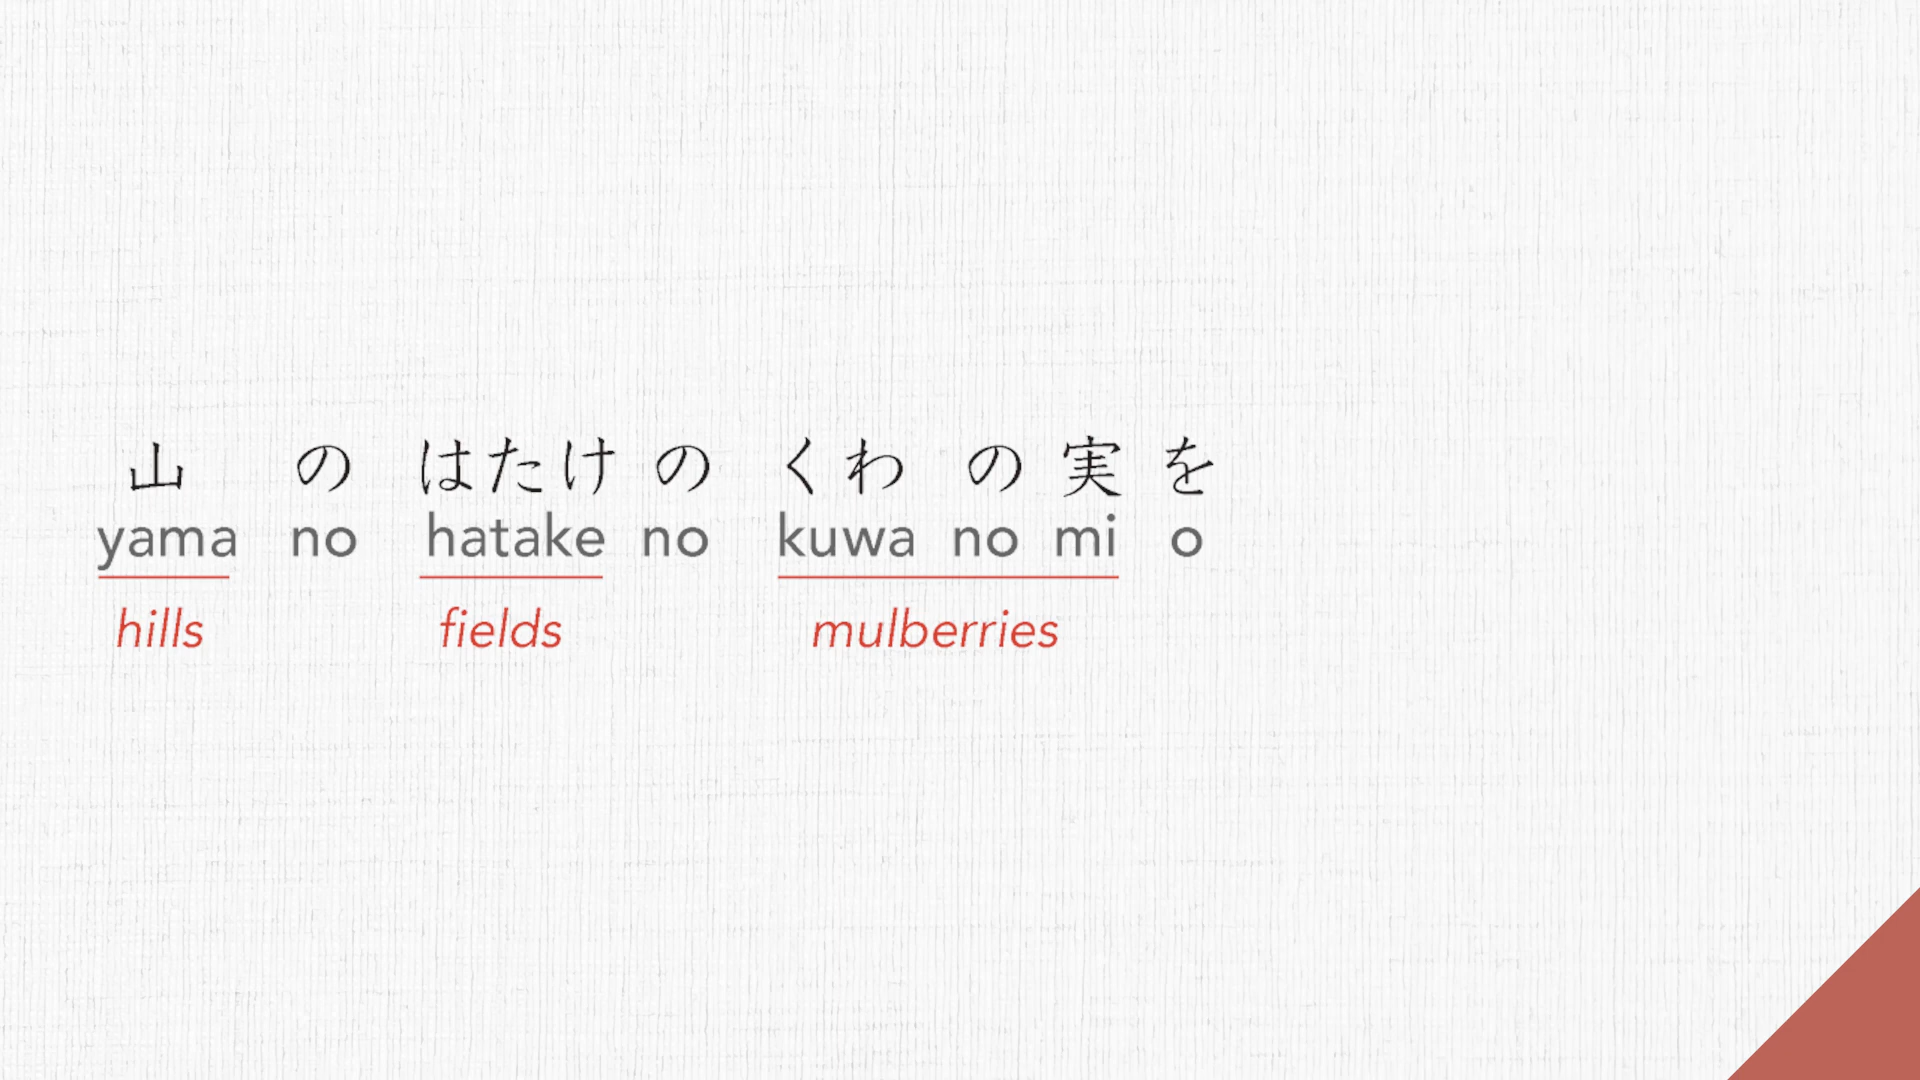 山 の はたけ の くわ の 実 を
yama no hatake no kuwa no mi o
hills fields mulberries